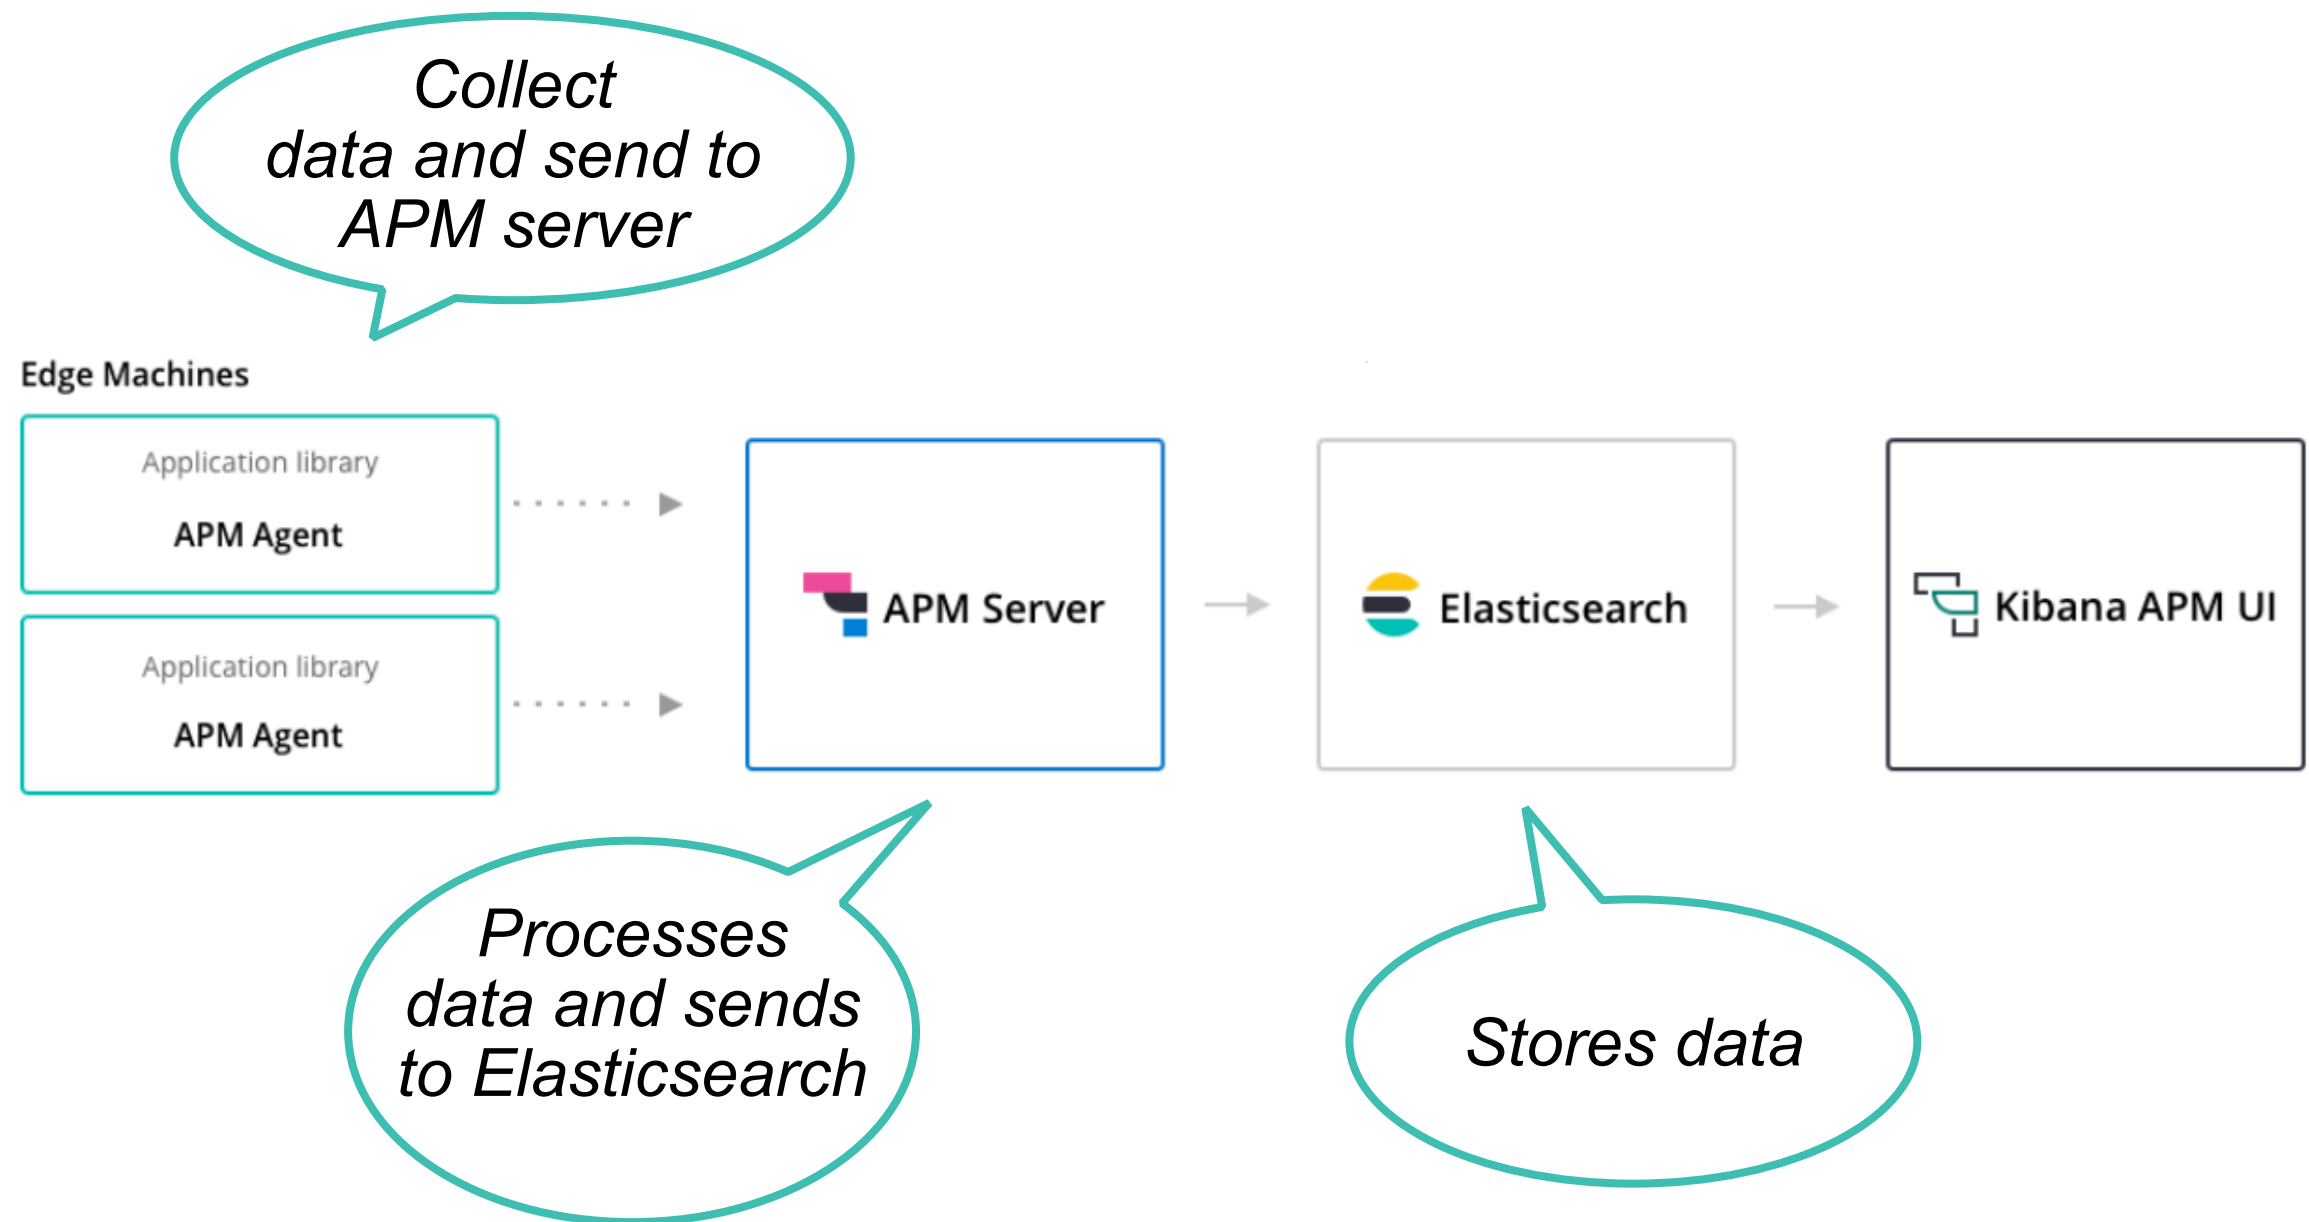 Collect
data and send to
APM server
Edge Machines
Application library
APM Agent
Application library
APM Agent
APM Server
Elasticsearch
Kibana APM UI
Processes
data and sends
to Elasticsearch
Stores data